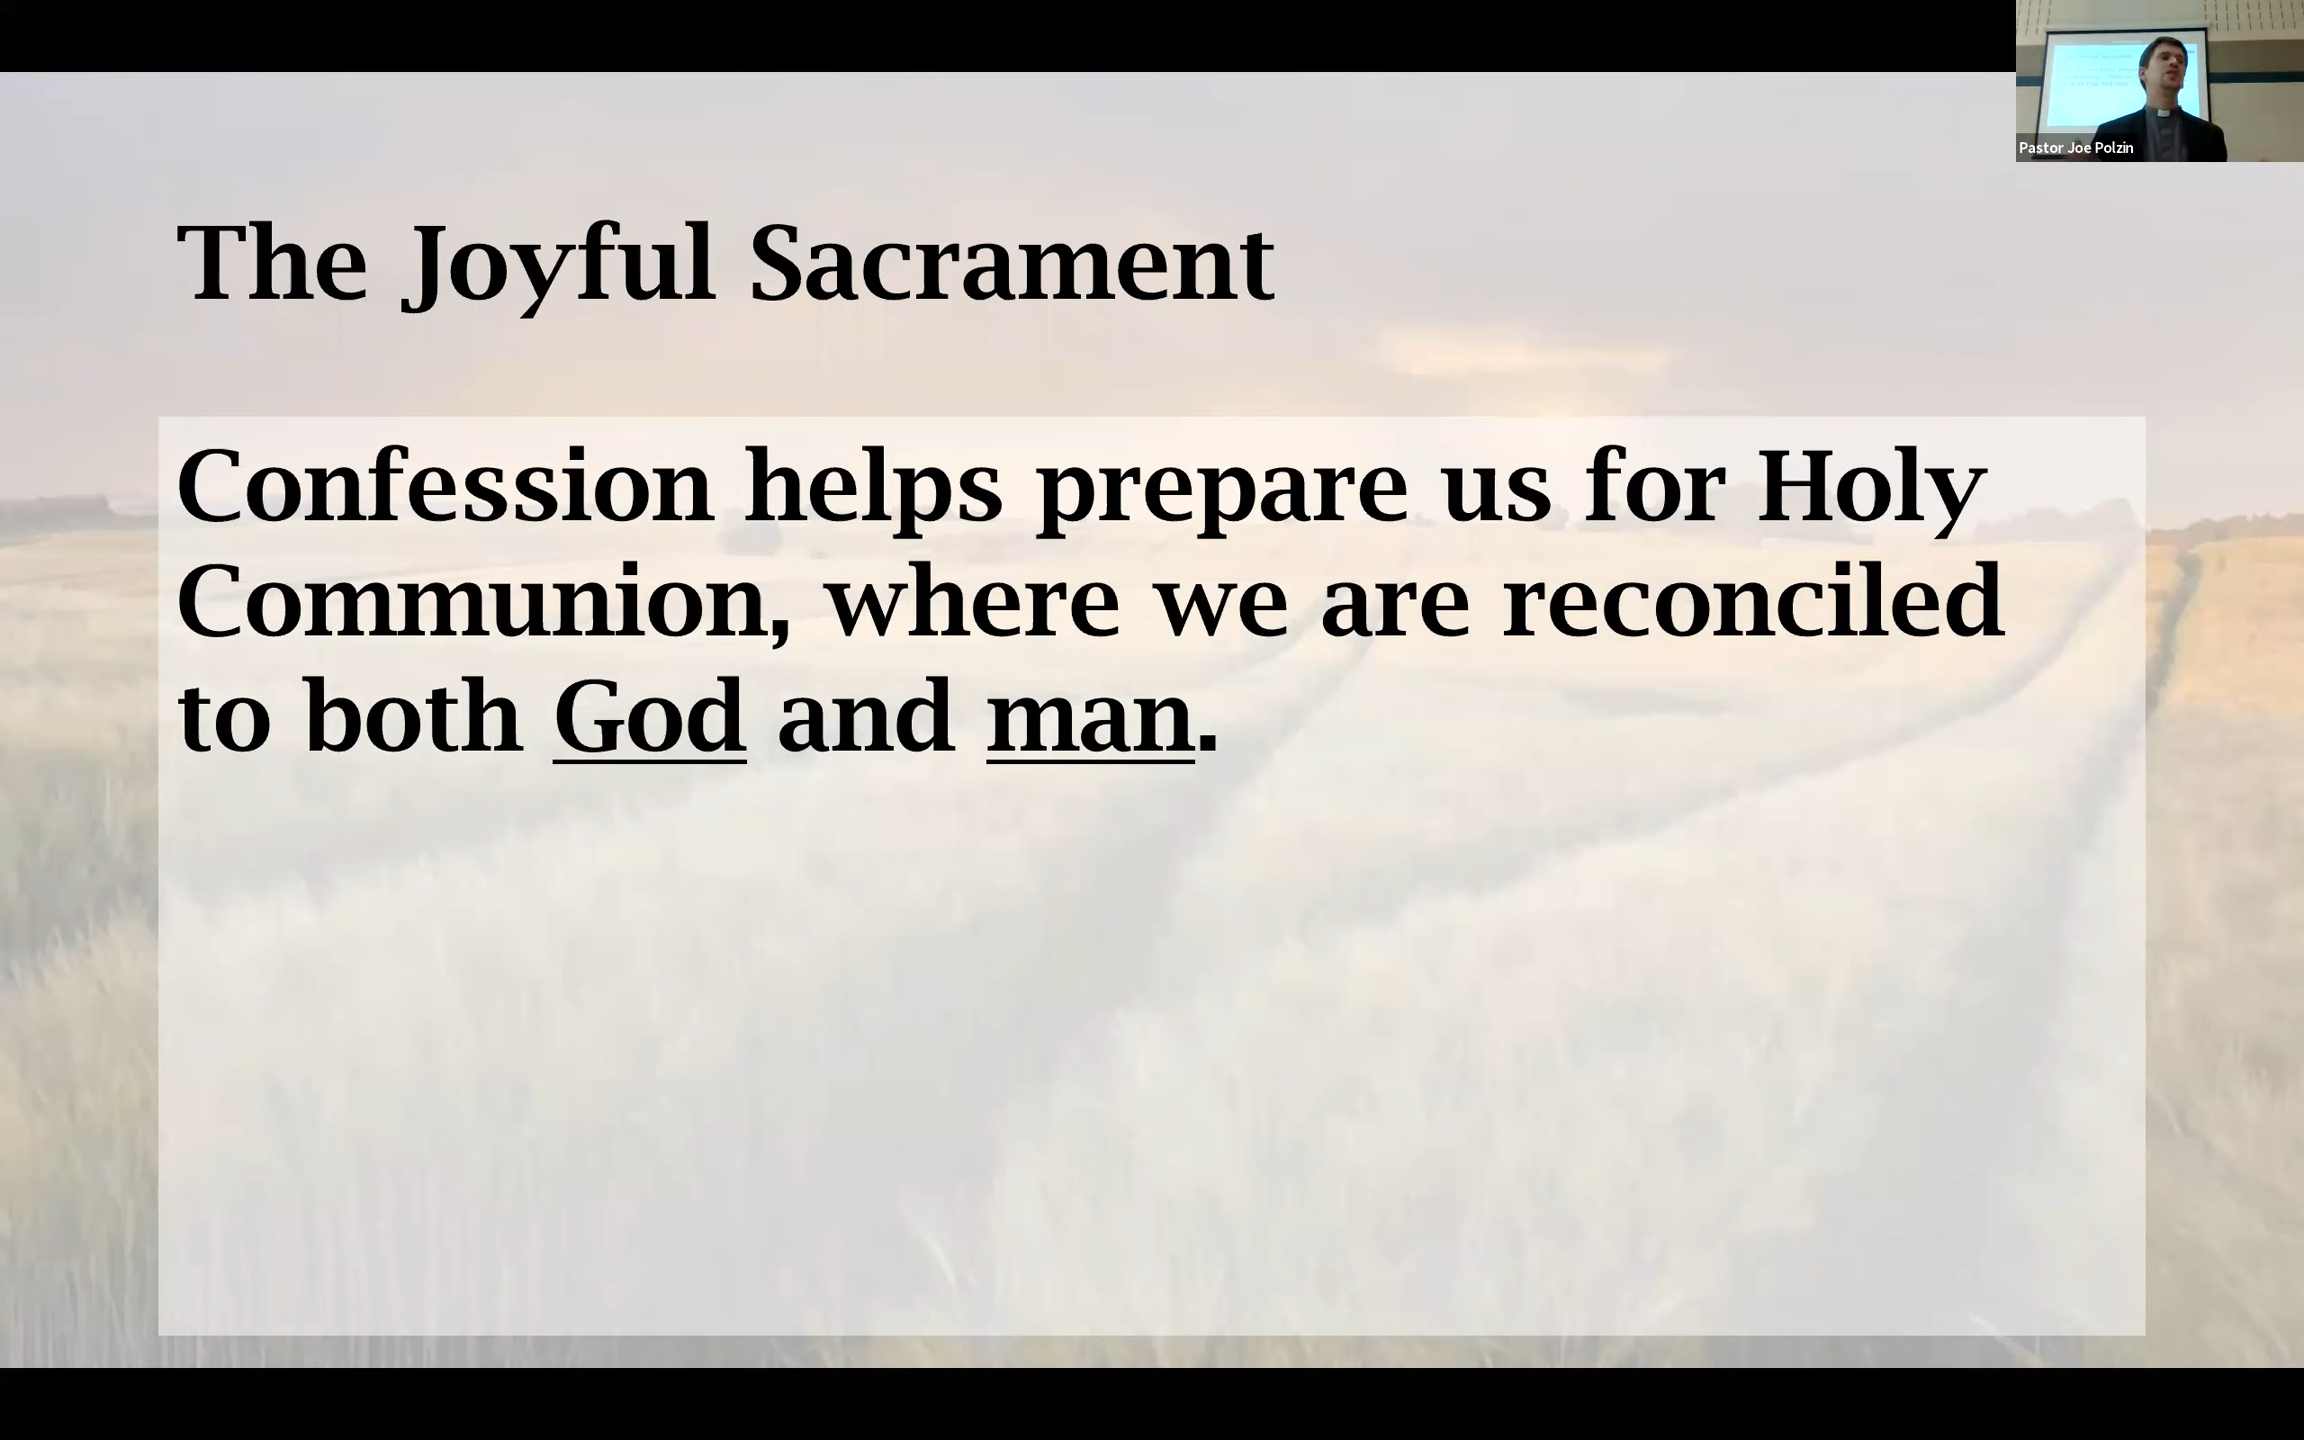 Pastor Joe Polzin
The Joyful Sacrament
Confession helps prepare us for Holy
Communion, where we are reconciled
to both God and man.